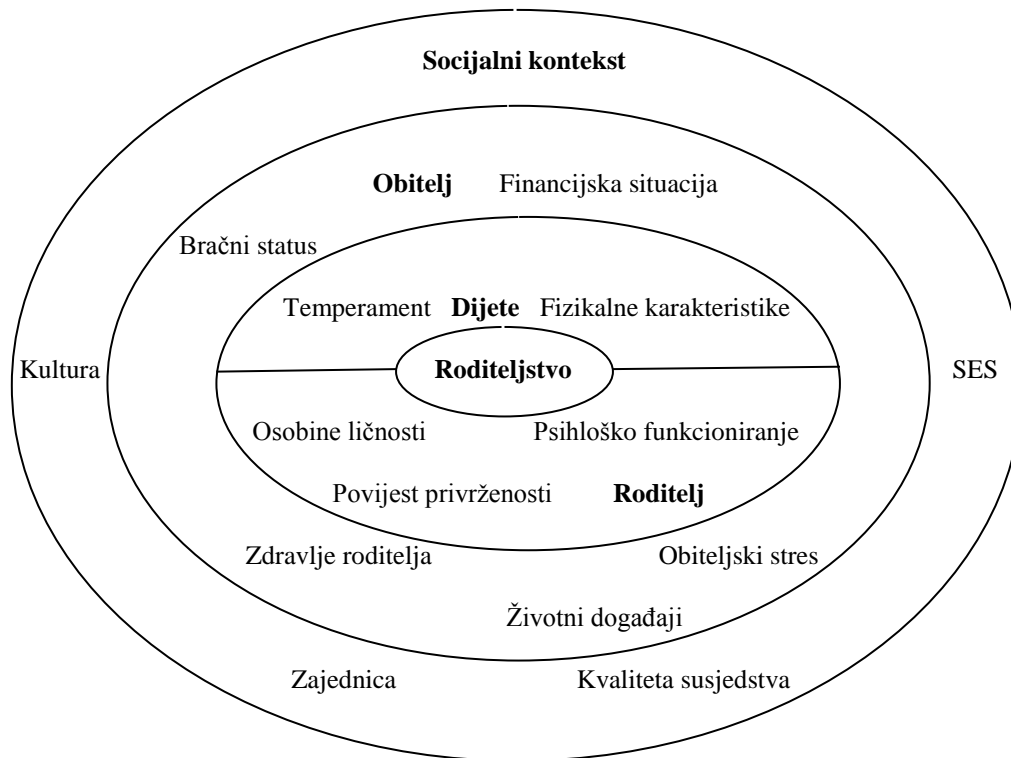 Socijalni kontekst
Obitelj Financijska situacija
Bračni status
Temperament Dijete Fizikalne karakteristike
Kultura Roditeljstvo SES
Osobine ličnosti Psihloško funkcioniranje
Povijest privrženosti Roditelj
Zdravlje roditelja Obiteljski stres
Životni događaji
Zajednica Kvaliteta susjedstva